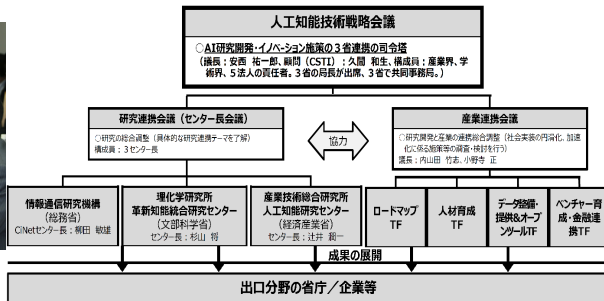 人工知能技術戦略会議
○AI研究開発・イノベーション施策の３省連携の司令塔
(議長：安西 祐一郎、顧問（CSTI）：久間 和生、構成員：産業界、学
術界、５法人の責任者。３省の局長が出席、３省で共同事務局。)
研究連携会議（センター長会議）
○研究の総合調整（具体的な研究連携テーマを了解）
構成員：３センター長
協力
産業連携会議
○研究開発と産業の連携総合調整（社会実装の円滑化、加速
化に係る施策等の調査・検討を行う）
議長：内山田 竹志、小野寺 正
情報通信研究機構
（総務省）
CiNetセンター長：柳田 敏雄
理化学研究所
革新知能統合研究センター
（文部科学省）
センター長：杉山 将
産業技術総合研究所
人工知能研究センター
（経済産業省）
センター長：辻井 潤一
ロードマップ
TF
人材育成
TF
データ整備・
提供&オープ
ンツールTF
ベンチャー育
成・金融連
携TF
成果の展開
出口分野の省庁／企業等